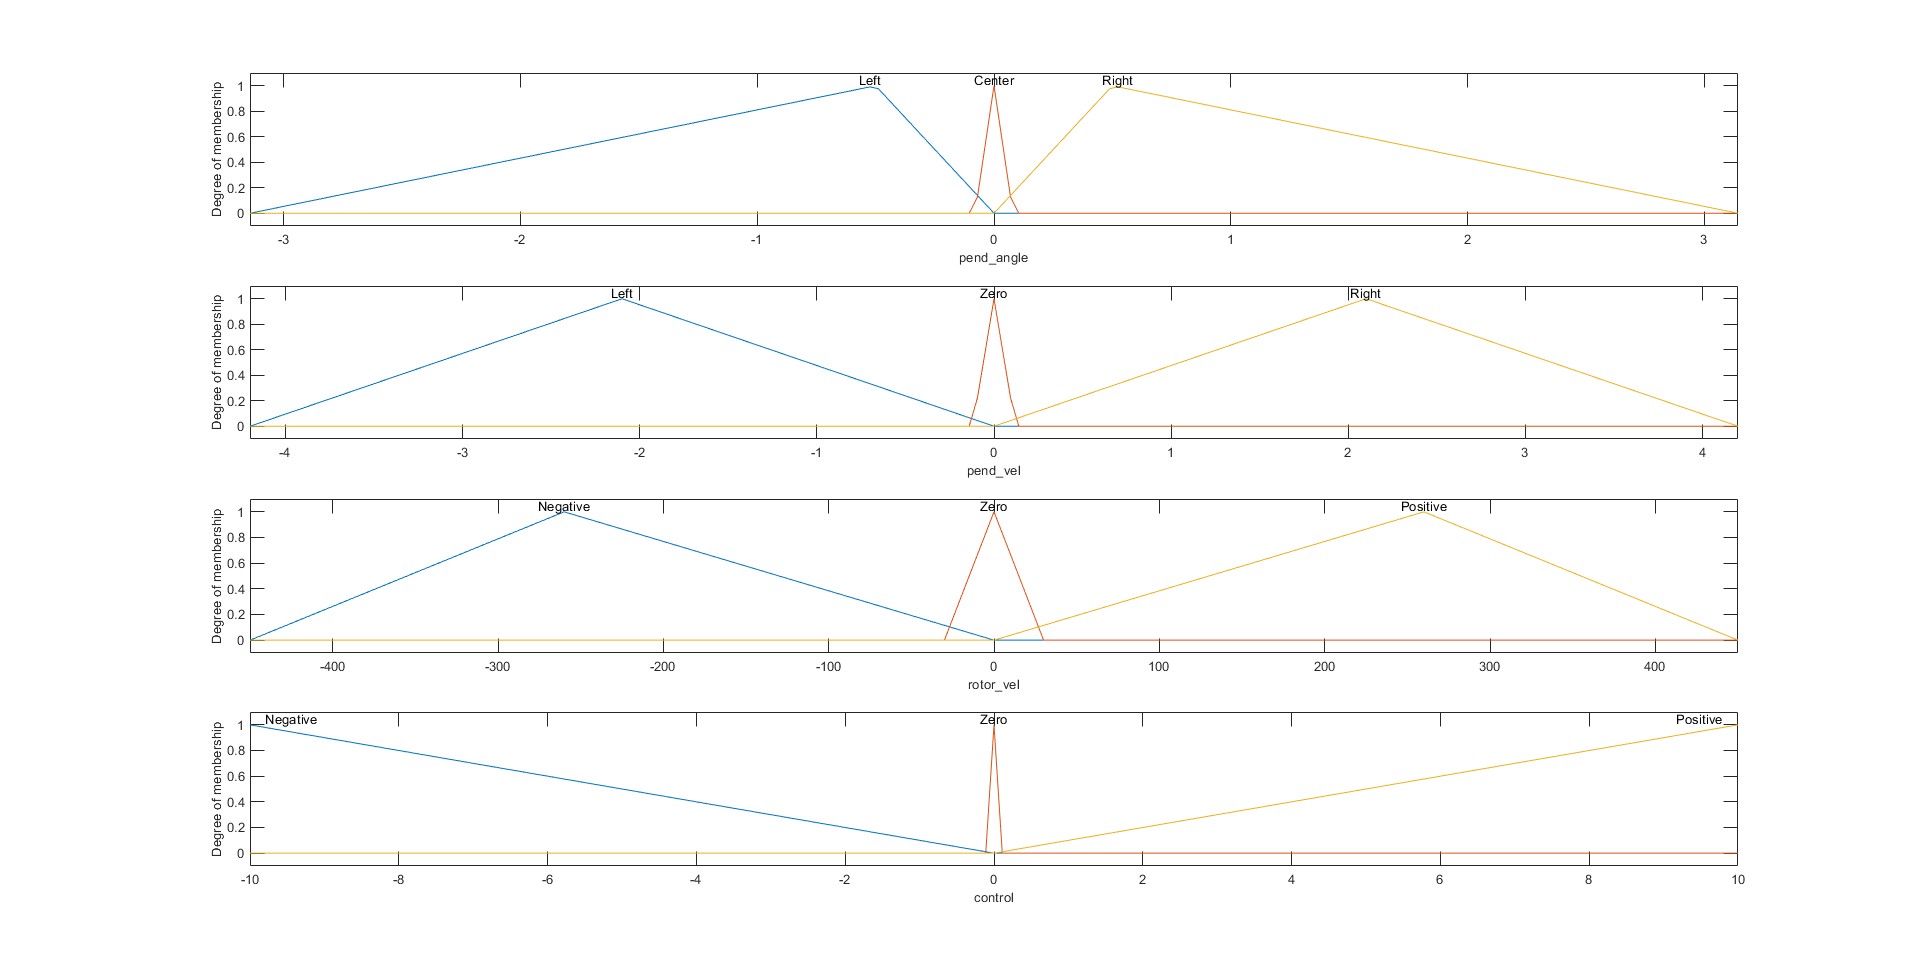 Left Center Right
Degree of membership
1
0.8
0.6
0.4
0.2
0
-3 -2 -1 0 1 2 3
pend_angle
Left Zero Right
Degree of membership
1
0.8
0.6
0.4
0.2
0
-4 -3 -2 -1 0 1 2 3 4
pend_vel
Negative Zero Positive
Degree of membership
1
0.8
0.6
0.4
0.2
0
-400 -300 -200 -100 0 100 200 300 400
rotor_vel
Negative Zero Positive
Degree of membership
1
0.8
0.6
0.4
0.2
0
-10 -8 -6 -4 -2 0 2 4 6 8 10
control